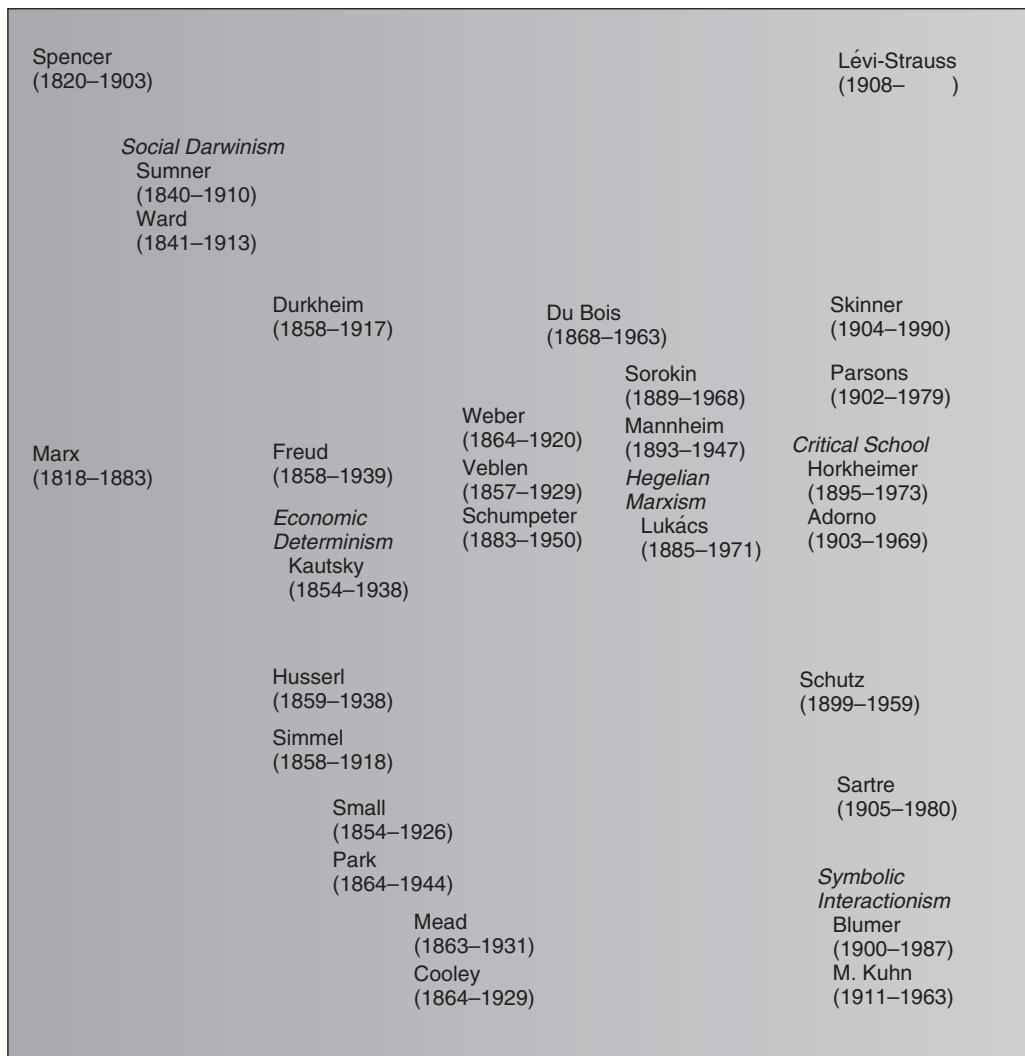 Spencer
(1820–1903)
Lévi-Strauss
(1908–        )
Social Darwinism
Sumner
(1840–1910)
Ward
(1841–1913)
Durkheim
(1858–1917)
Du Bois
(1868–1963)
Skinner
(1904–1990)
Sorokin
(1889–1968)
Parsons
(1902–1979)
Marx
(1818–1883)
Freud
(1858–1939)
Economic
Determinism
Kautsky
(1854–1938)
Weber
(1864–1920)
Veblen
(1857–1929)
Schumpeter
(1883–1950)
Mannheim
(1893–1947)
Hegelian
Marxism
Lukács
(1885–1971)
Critical School
Horkheimer
(1895–1973)
Adorno
(1903–1969)
Husserl
(1859–1938)
Schutz
(1899–1959)
Simmel
(1858–1918)
Sartre
(1905–1980)
Small
(1854–1926)
Park
(1864–1944)
Mead
(1863–1931)
Cooley
(1864–1929)
Symbolic
Interactionism
Blumer
(1900–1987)
M. Kuhn
(1911–1963)